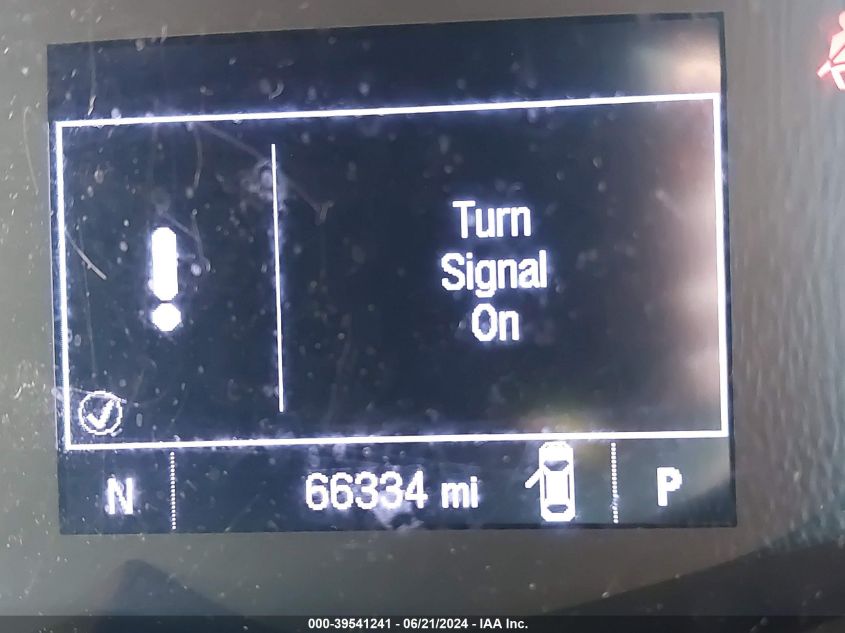 Turn
Signal
On
N 66334 mi P
000-39541241 - 06/21/2024 - IAA Inc.